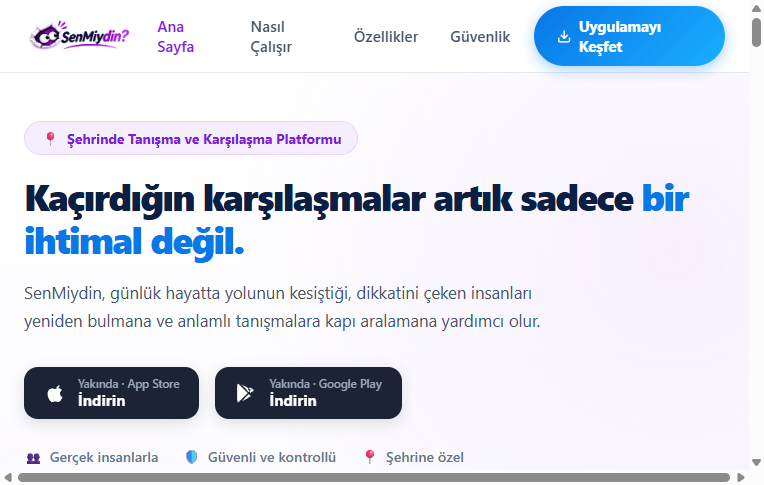 SenMiydin?
Ana
Sayfa
Nasıl
Çalışır
Özellikler
Güvenlik
Uygulamayı
Keşfet
Şehrinde Tanışma ve Karşılaşma Platformu
Kaçırdığın karşılaşmalar artık sadece bir
ihtimal değil.
SenMiydin, günlük hayatta yolunun kesiştiği, dikkatini çeken insanları
yeniden bulmana ve anlamlı tanışmalara kapı aralamana yardımcı olur.
Yakında · App Store
İndirin
Yakında · Google Play
İndirin
Gerçek insanlarla
Güvenli ve kontrollü
Şehrine özel